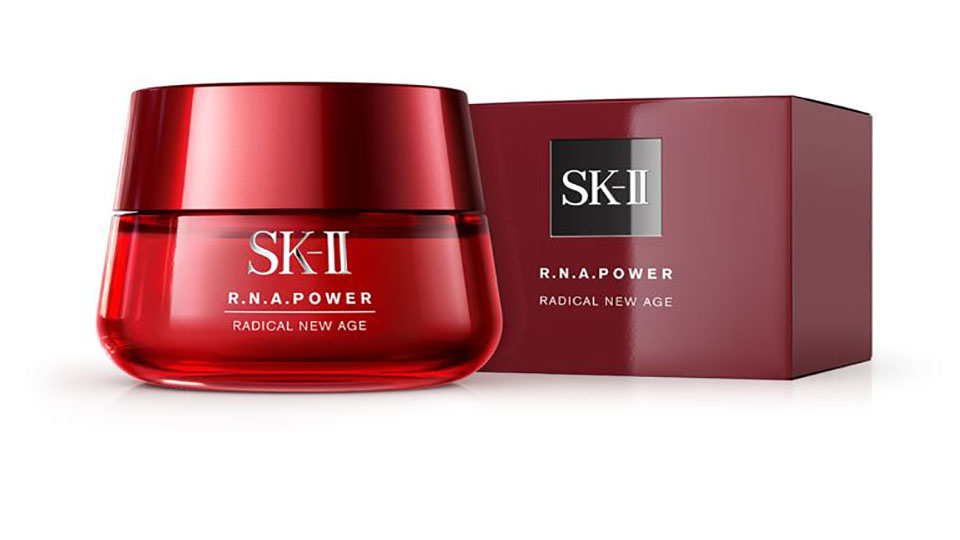 SK-II
R.N.A.POWER
RADICAL NEW AGE
SK-II
R.N.A.POWER
RADICAL NEW AGE